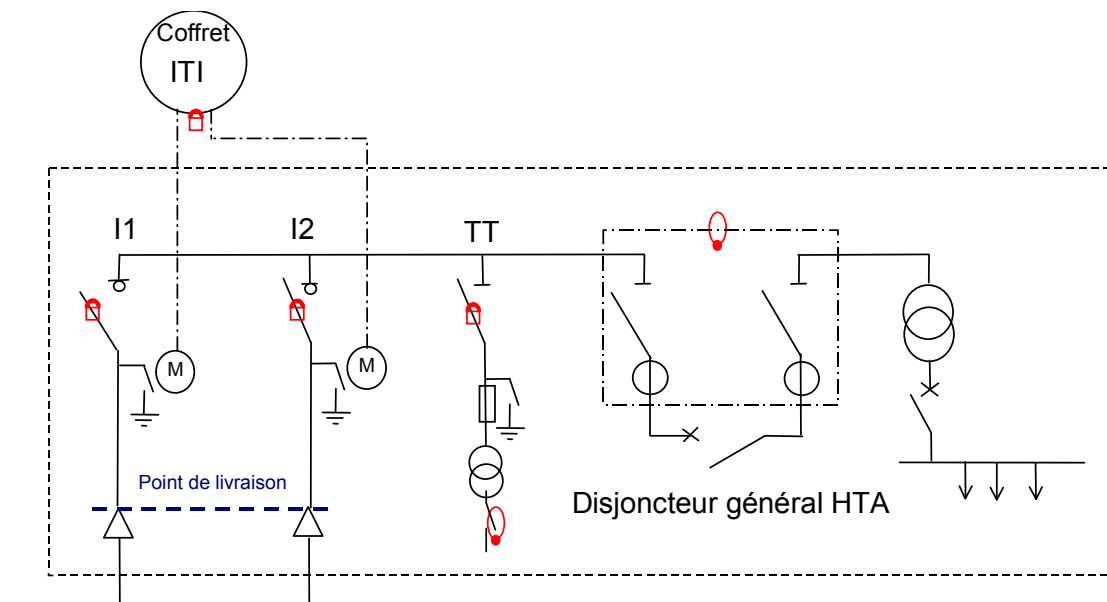 Coffret
ITI
I1
I2
TT
M
M
Point de livraison
Disjoncteur général HTA